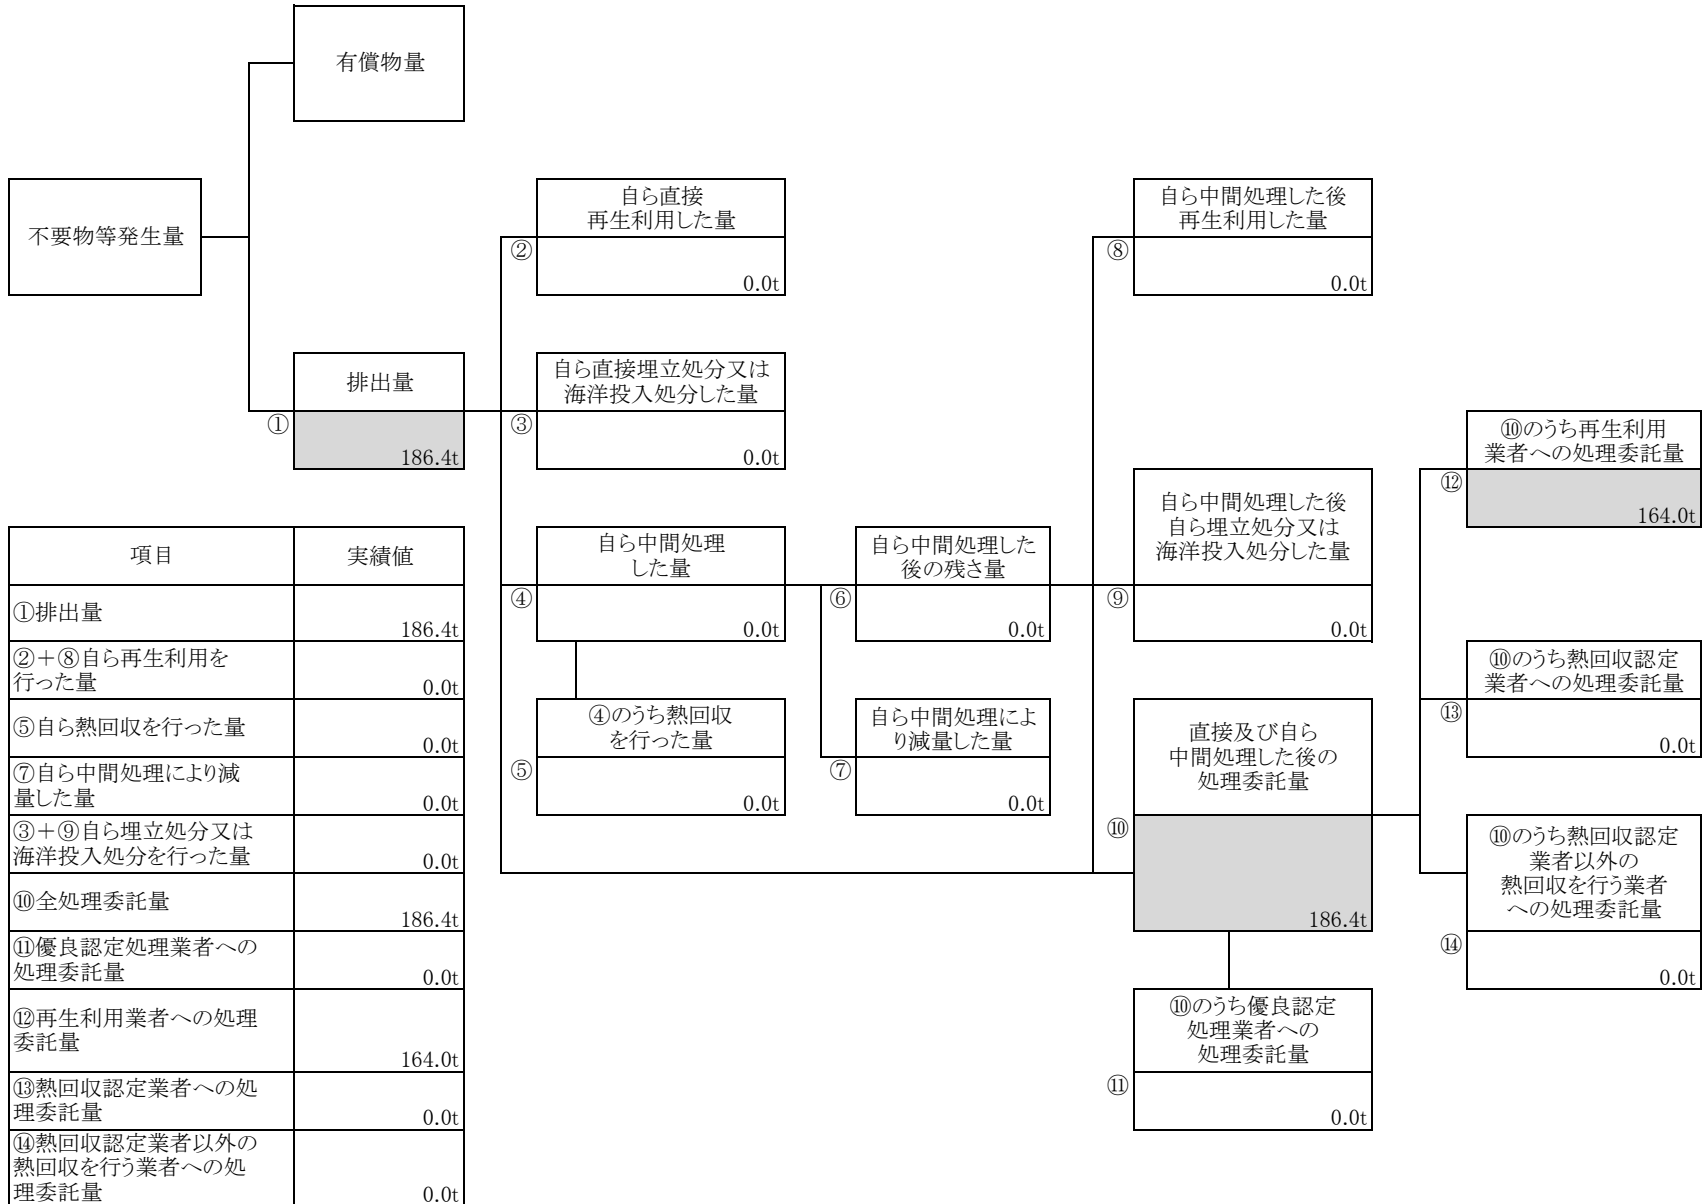 有償物量
不要物等発生量
排出量
①
186.4t
自ら直接
再生利用した量
②
0.0t
自ら直接埋立処分又は
海洋投入処分した量
③
0.0t
自ら中間処理
した量
④
0.0t
④のうち熱回収
を行った量
⑤
0.0t
自ら中間処理した
後の残さ量
⑥
0.0t
自ら中間処理によ
り減量した量
⑦
0.0t
自ら中間処理した後
再生利用した量
⑧
0.0t
自ら中間処理した後
自ら埋立処分又は
海洋投入処分した量
⑨
0.0t
直接及び自ら
中間処理した後の
処理委託量
⑩
186.4t
⑩のうち優良認定
処理業者への
処理委託量
⑪
0.0t
⑩のうち再生利用
業者への処理委託量
⑫
164.0t
⑩のうち熱回収認定
業者への処理委託量
⑬
0.0t
⑩のうち熱回収認定
業者以外の
熱回収を行う業者
への処理委託量
⑭
0.0t
項目 実績値
①排出量
186.4t
②＋⑧自ら再生利用を
行った量
0.0t
⑤自ら熱回収を行った量
0.0t
⑦自ら中間処理により減
量した量
0.0t
③＋⑨自ら埋立処分又は
海洋投入処分を行った量
0.0t
⑩全処理委託量
186.4t
⑪優良認定処理業者への
処理委託量
0.0t
⑫再生利用業者への処理
委託量
164.0t
⑬熱回収認定業者への処
理委託量
0.0t
⑭熱回収認定業者以外の
熱回収を行う業者への処
理委託量
0.0t